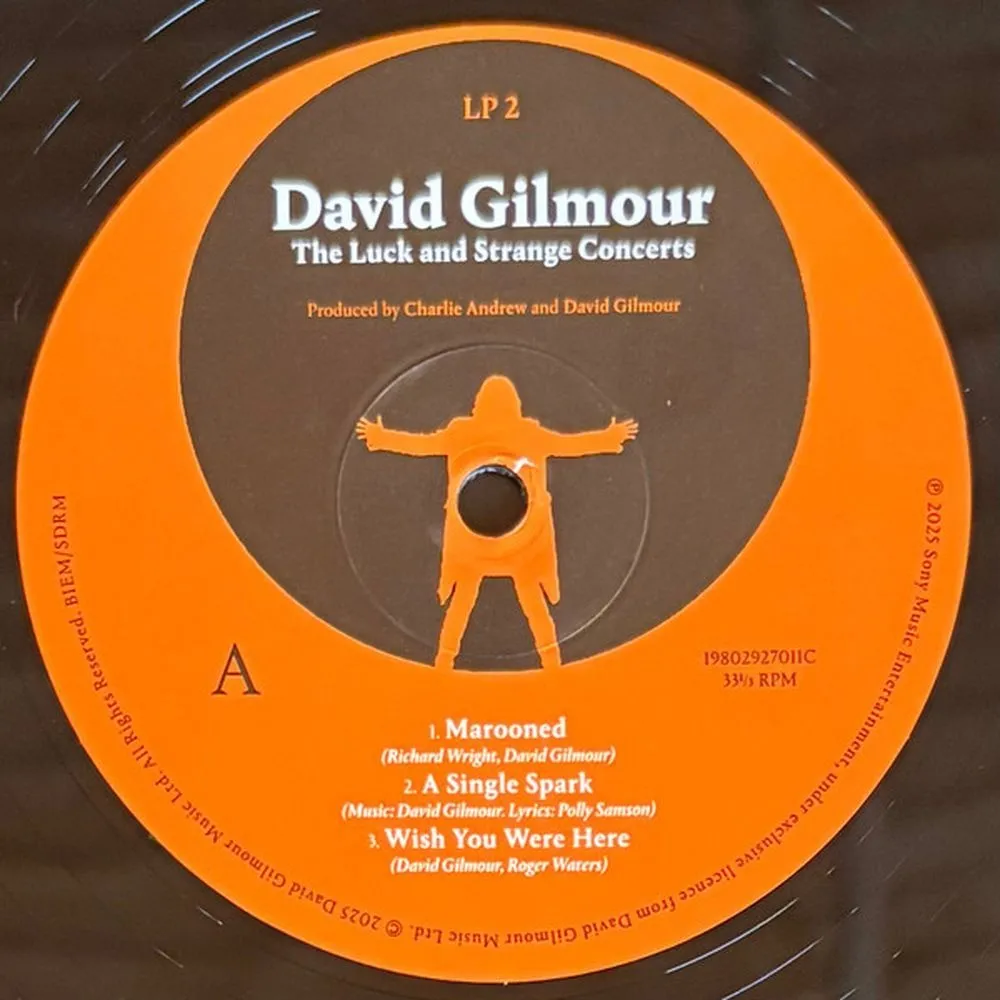 LP 2
David Gilmour
The Luck and Strange Concerts
Produced by Charlie Andrew and David Gilmour
A
19802927011C
33⅓ RPM
1. Marooned
(Richard Wright, David Gilmour)
2. A Single Spark
(Music: David Gilmour. Lyrics: Polly Samson)
3. Wish You Were Here
(David Gilmour, Roger Waters)
℗ 2025 Sony Music Entertainment, under exclusive licence from David Gilmour Music Ltd. © 2025 David Gilmour Music Ltd. All Rights Reserved. BIEM/SDRM